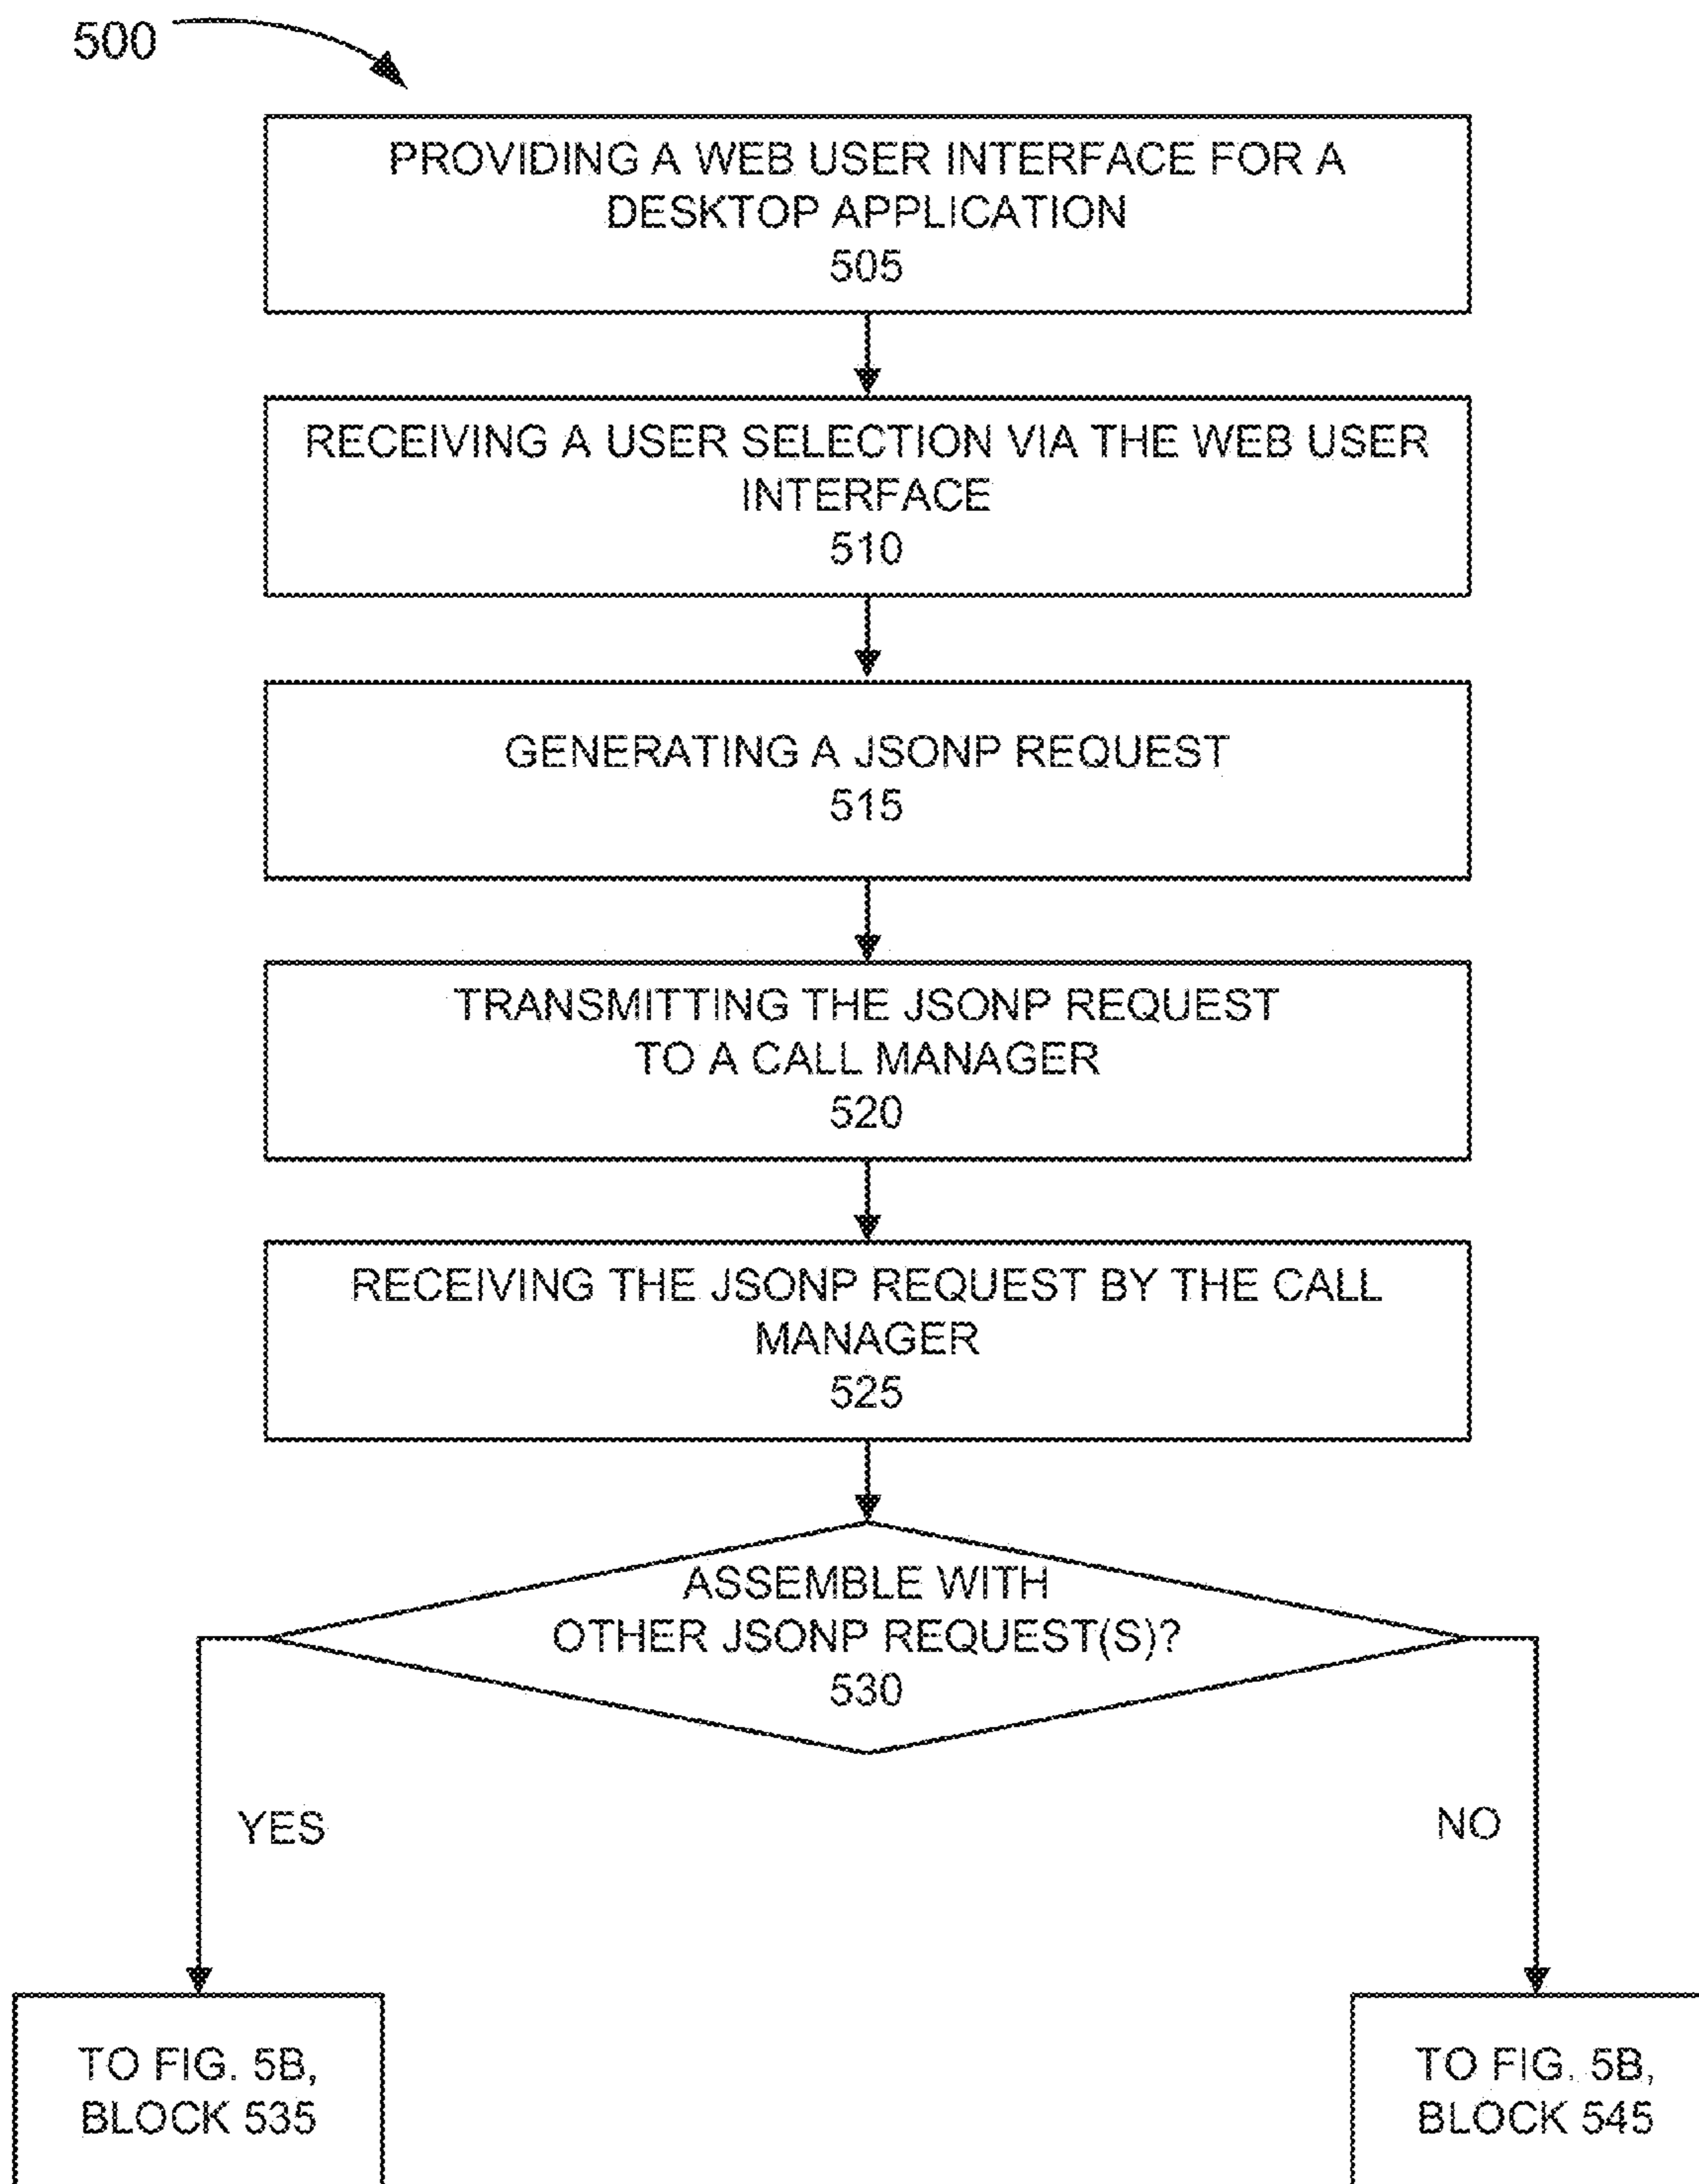 500
PROVIDING A WEB USER INTERFACE FOR A
DESKTOP APPLICATION
505
RECEIVING A USER SELECTION VIA THE WEB USER
INTERFACE
510
GENERATING A JSONP REQUEST
515
TRANSMITTING THE JSONP REQUEST
TO A CALL MANAGER
520
RECEIVING THE JSONP REQUEST BY THE CALL
MANAGER
525
ASSEMBLE WITH
OTHER JSONP REQUEST(S)?
530
YES
NO
TO FIG. 5B,
BLOCK 535
TO FIG. 5B,
BLOCK 545